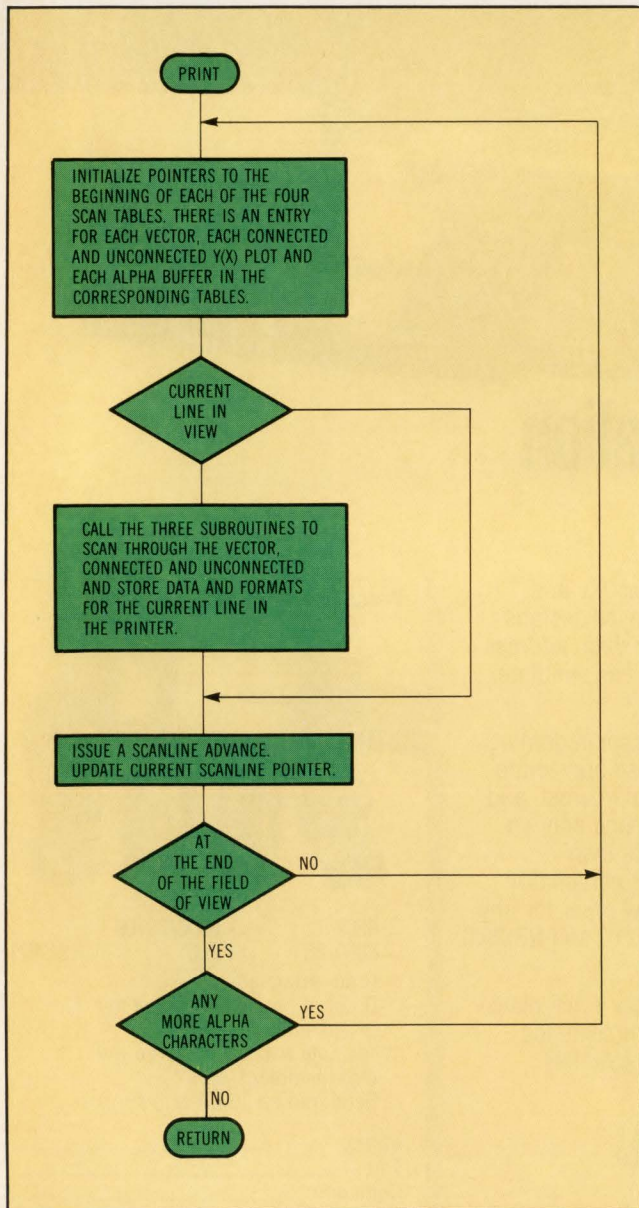 PRINT
INITIALIZE POINTERS TO THE
BEGINNING OF EACH OF THE FOUR
SCAN TABLES. THERE IS AN ENTRY
FOR EACH VECTOR, EACH CONNECTED
AND UNCONNECTED Y(X) PLOT AND
EACH ALPHA BUFFER IN THE
CORRESPONDING TABLES.
CURRENT
LINE IN
VIEW
CALL THE THREE SUBROUTINES TO
SCAN THROUGH THE VECTOR,
CONNECTED AND UNCONNECTED
AND STORE DATA AND FORMATS
FOR THE CURRENT LINE IN
THE PRINTER.
ISSUE A SCANLINE ADVANCE.
UPDATE CURRENT SCANLINE POINTER.
AT
THE END
OF THE FIELD
OF VIEW
NO
YES
ANY
MORE ALPHA
CHARACTERS
YES
NO
RETURN